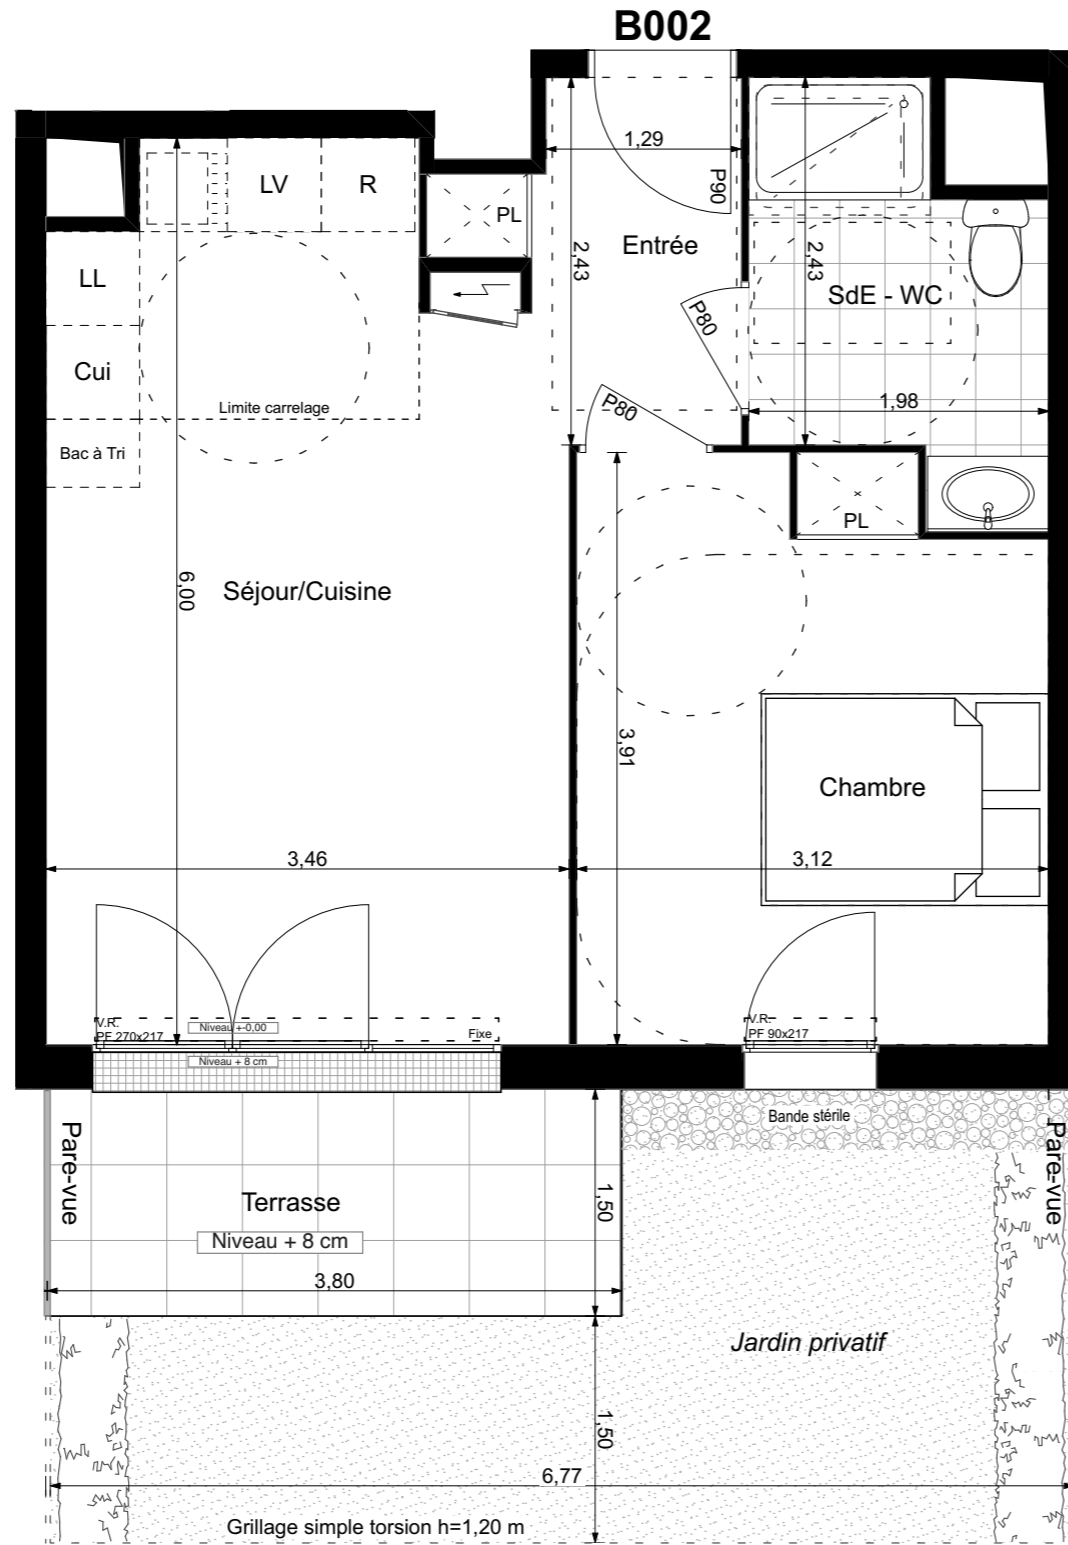 B002
1,29
P90
LV
R
PL
Entrée
2,43
2,43
LL
SdE - WC
P80
Cui
P80
1,98
Limite carrelage
Bac à Tri
PL
6,00
Séjour/Cuisine
3,91
Chambre
3,46
3,12
V.R.
PF 270x217
Niveau +-0,00
Fixe
V.R.
PF 90x217
Niveau + 8 cm
Bande stérile
Pare-vue
Pare-vue
Terrasse
1,50
Niveau + 8 cm
3,80
Jardin privatif
1,50
6,77
Grillage simple torsion h=1,20 m